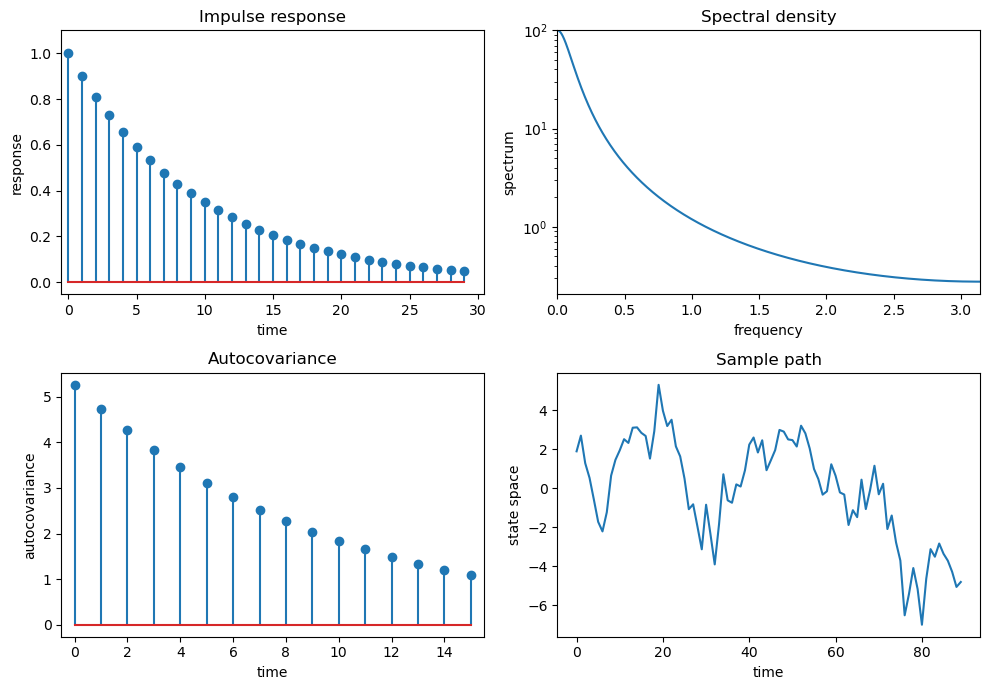 Impulse response
response
1.0
0.8
0.6
0.4
0.2
0.0
0 5 10 15 20 25 30
time
Spectral density
spectrum
10²
10¹
10⁰
0.0 0.5 1.0 1.5 2.0 2.5 3.0
frequency
Autocovariance
autocovariance
5
4
3
2
1
0
0 2 4 6 8 10 12 14
time
Sample path
state space
4
2
0
−2
−4
−6
0 20 40 60 80
time